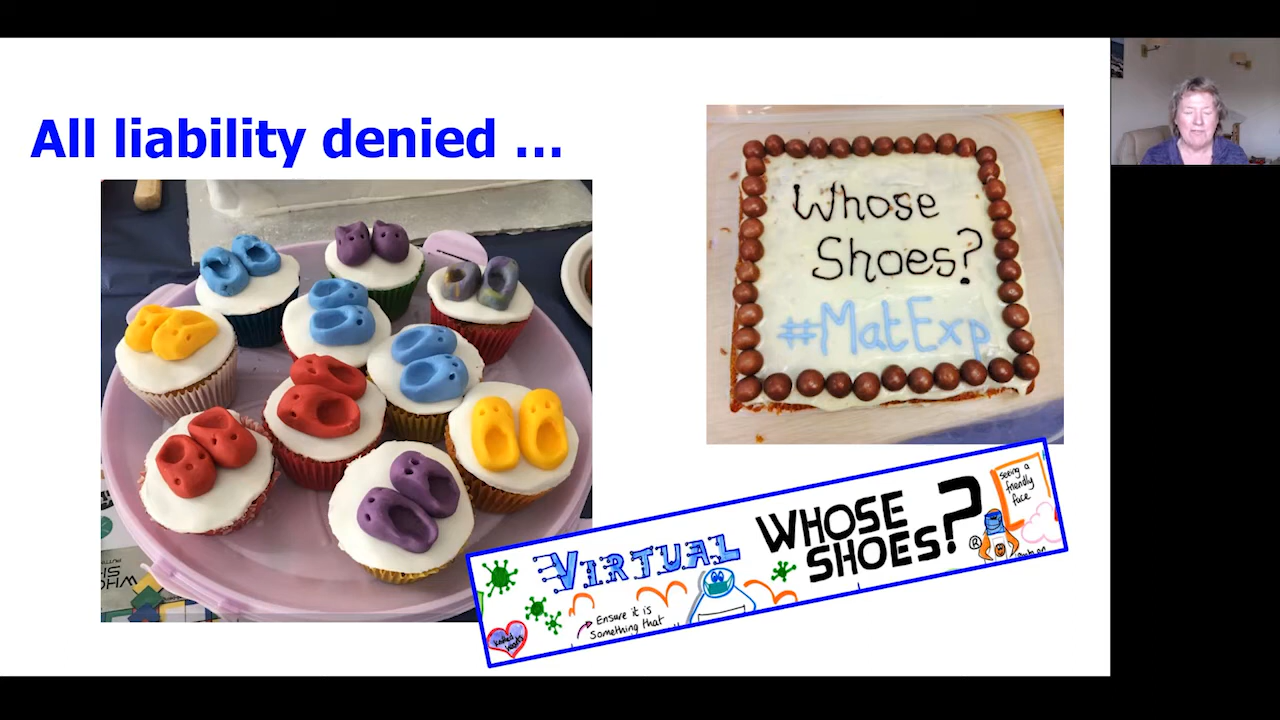 All liability denied ...
Whose
Shoes?
#MatExp
VIRTUAL
WHOSE
SHOES?
®
seeing a
friendly
face
Ensure it is
something that